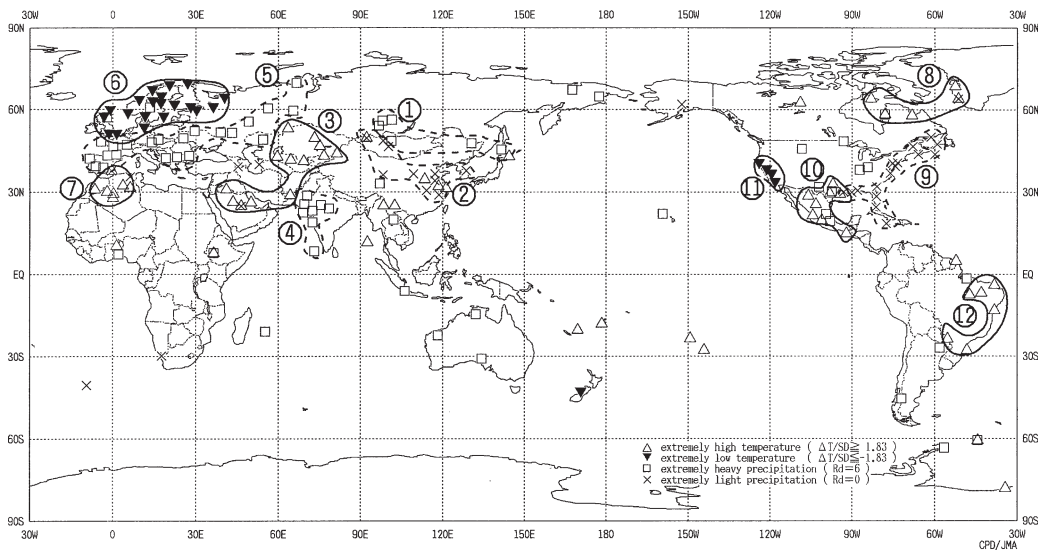 30W 0 30E 60E 90E 120E 150E 180 150W 120W 90W 60W 30W
90N 90N
⑥ ⑤ ⑧
60N ① 60N
③
⑩ ⑨
⑦ ② ⑪
30N 30N
④
EQ EQ
⑫
30S 30S
60S 60S
△ extremely high temperature ( ΔT/SD≧ 1.83)
▼ extremely low temperature ( ΔT/SD≦-1.83)
□ extremely heavy precipitation ( Rd=6)
× extremely light precipitation ( Rd=0)
90S 90S
30W 0 30E 60E 90E 120E 150E 180 150W 120W 90W 60W 30W
CPD/JMA